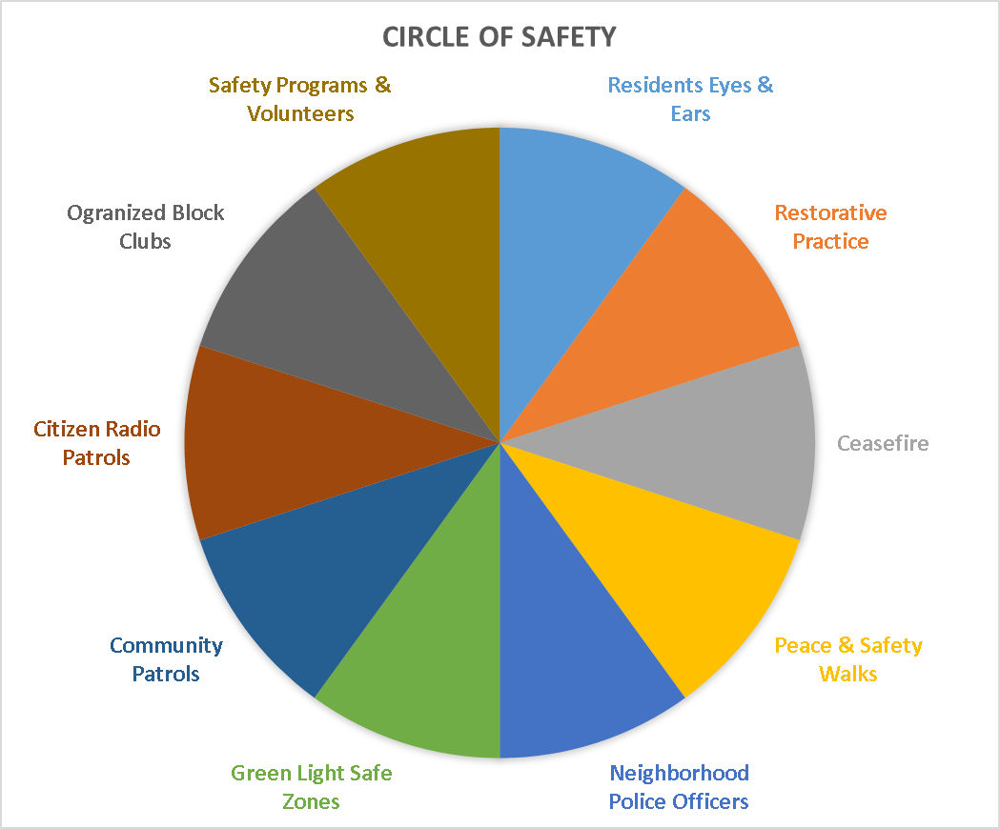 CIRCLE OF SAFETY
Safety Programs &
Volunteers
Residents Eyes &
Ears
Ogranized Block
Clubs
Restorative
Practice
Citizen Radio
Patrols
Ceasefire
Community
Patrols
Peace & Safety
Walks
Green Light Safe
Zones
Neighborhood
Police Officers